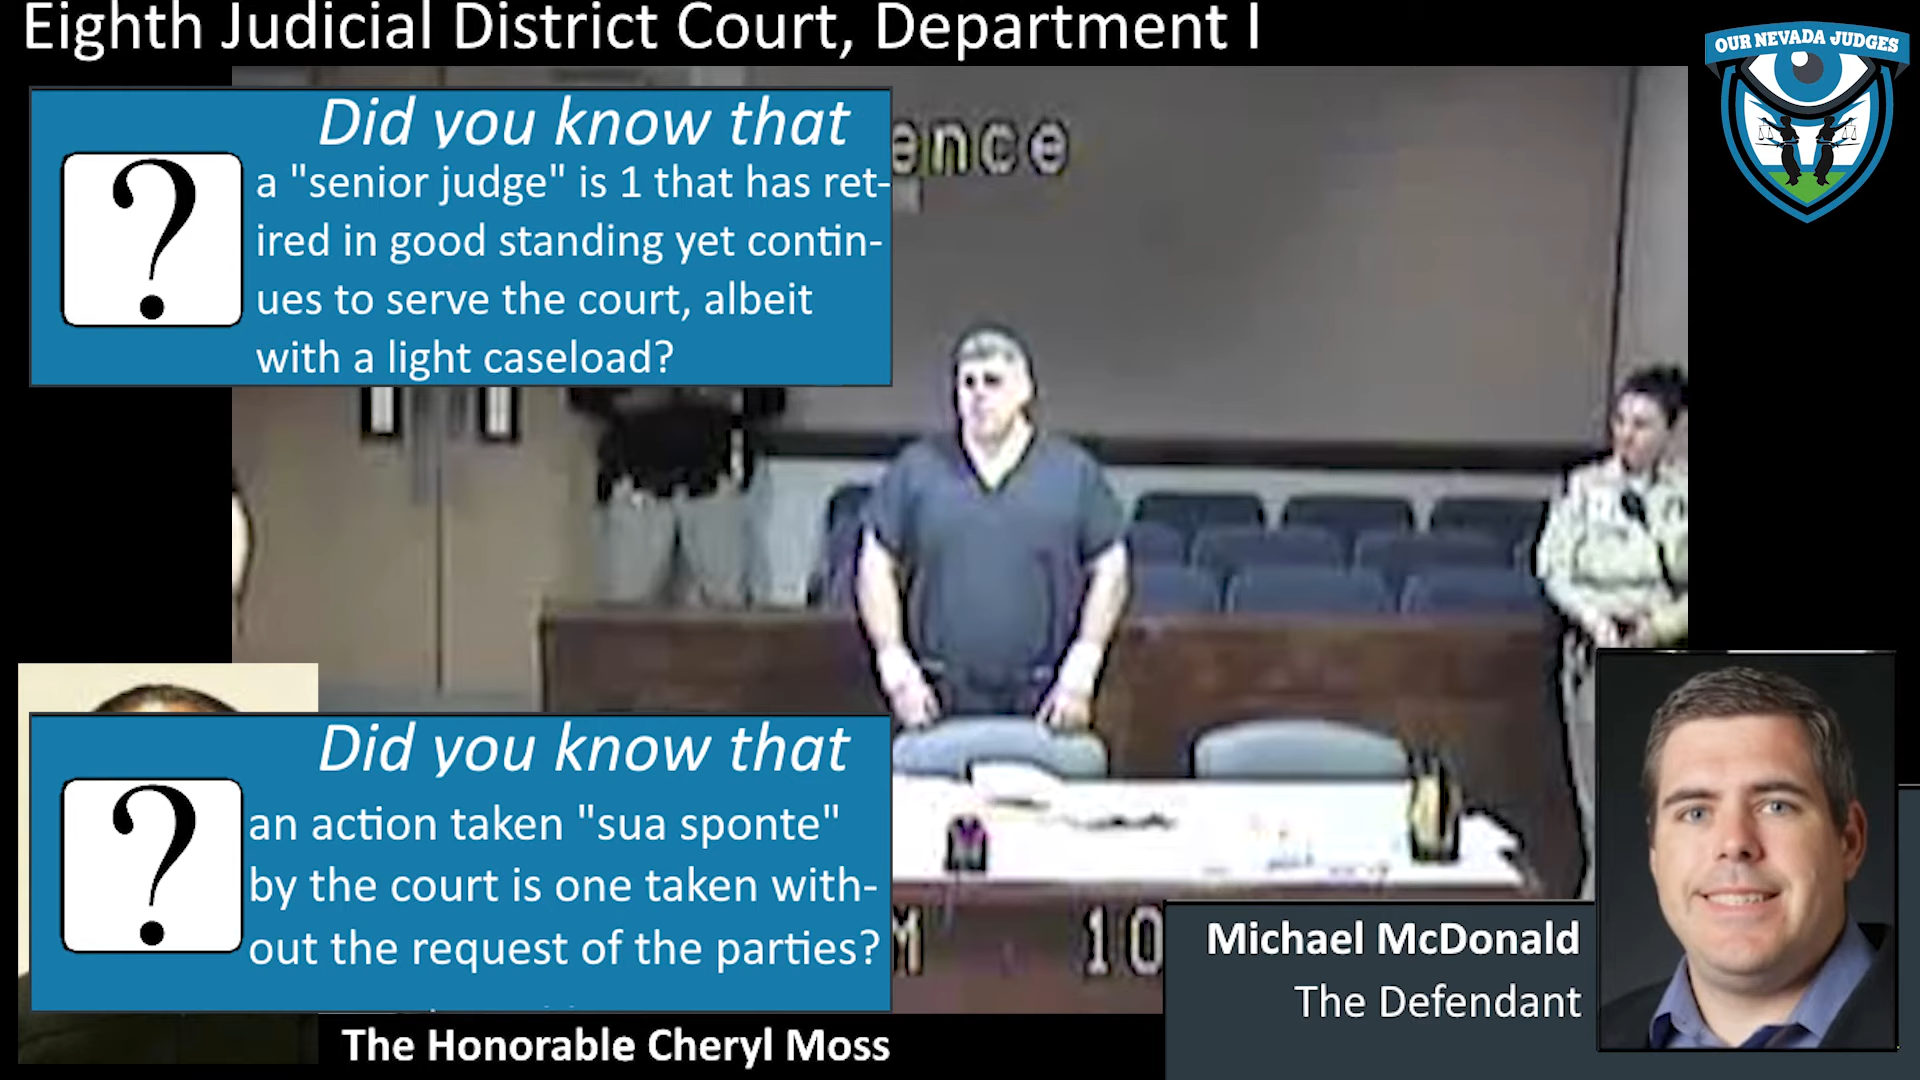 Eighth Judicial District Court, Department I
OUR NEVADA JUDGES
Did you know that
?
a "senior judge" is 1 that has ret-
ired in good standing yet contin-
ues to serve the court, albeit
with a light caseload?
ence
Did you know that
?
an action taken "sua sponte"
by the court is one taken with-
out the request of the parties?
M 10
Michael McDonald
The Defendant
The Honorable Cheryl Moss